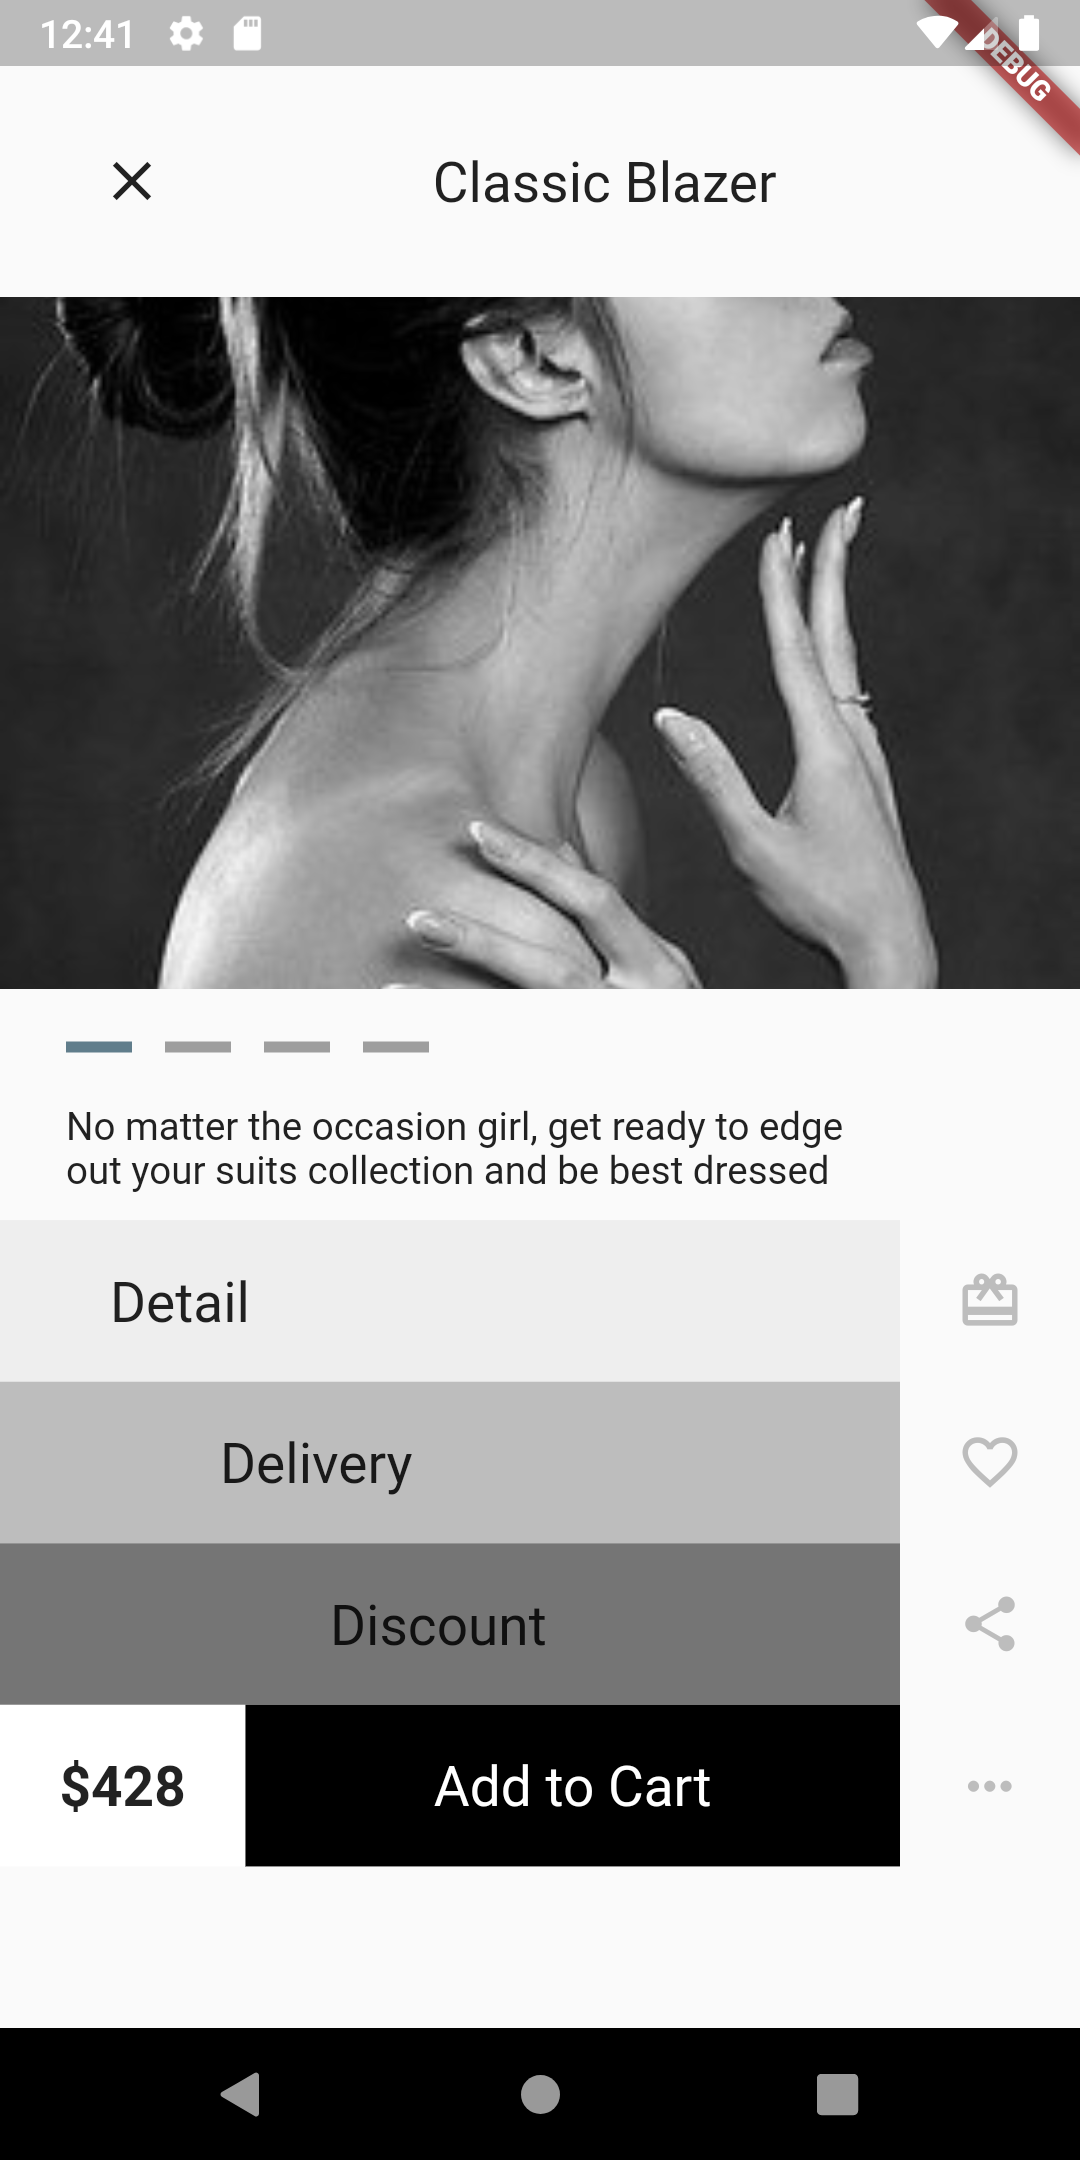 12:41
DEBUG
Classic Blazer
No matter the occasion girl, get ready to edge
out your suits collection and be best dressed
Detail
Delivery
Discount
$428
Add to Cart